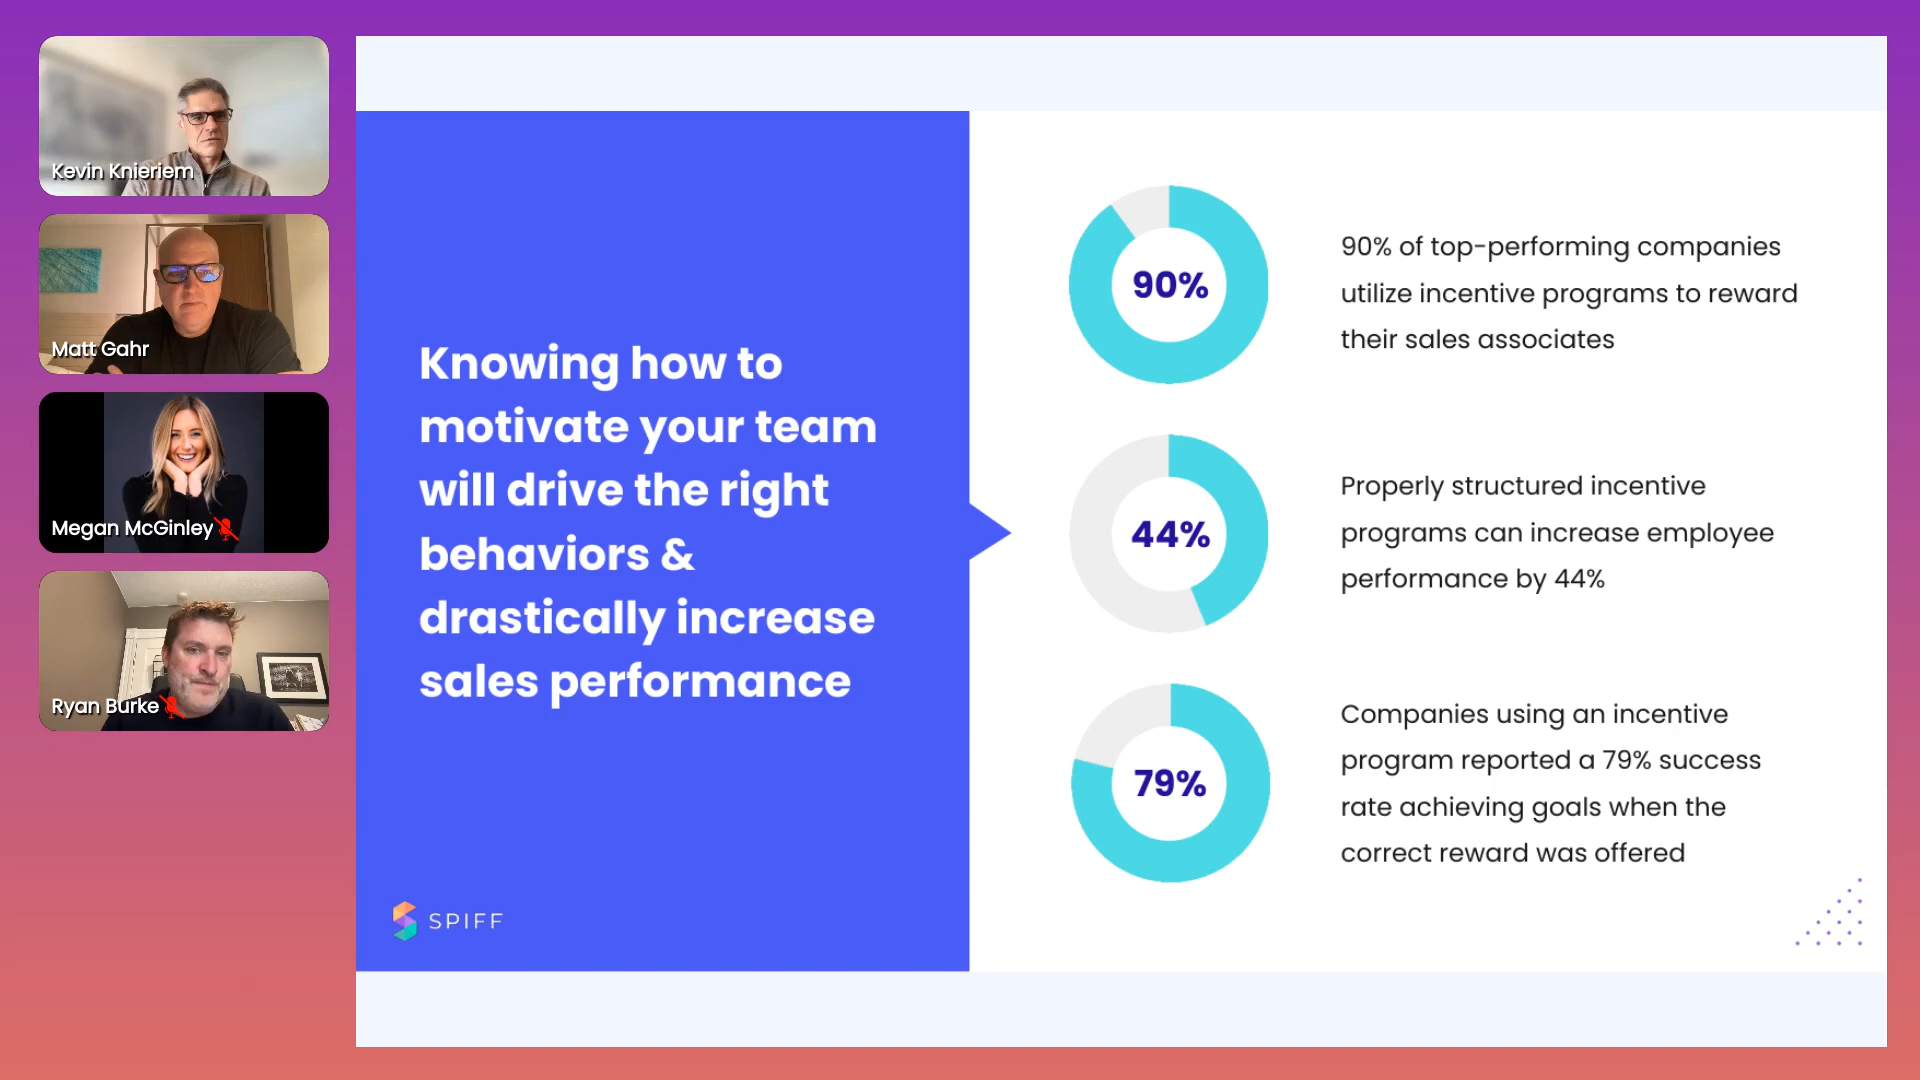 Kevin Knieriem
Matt Gahr
Megan McGinley
Ryan Burke
Knowing how to
motivate your team
will drive the right
behaviors &
drastically increase
sales performance
SPIFF
90%
90% of top-performing companies
utilize incentive programs to reward
their sales associates
44%
Properly structured incentive
programs can increase employee
performance by 44%
79%
Companies using an incentive
program reported a 79% success
rate achieving goals when the
correct reward was offered